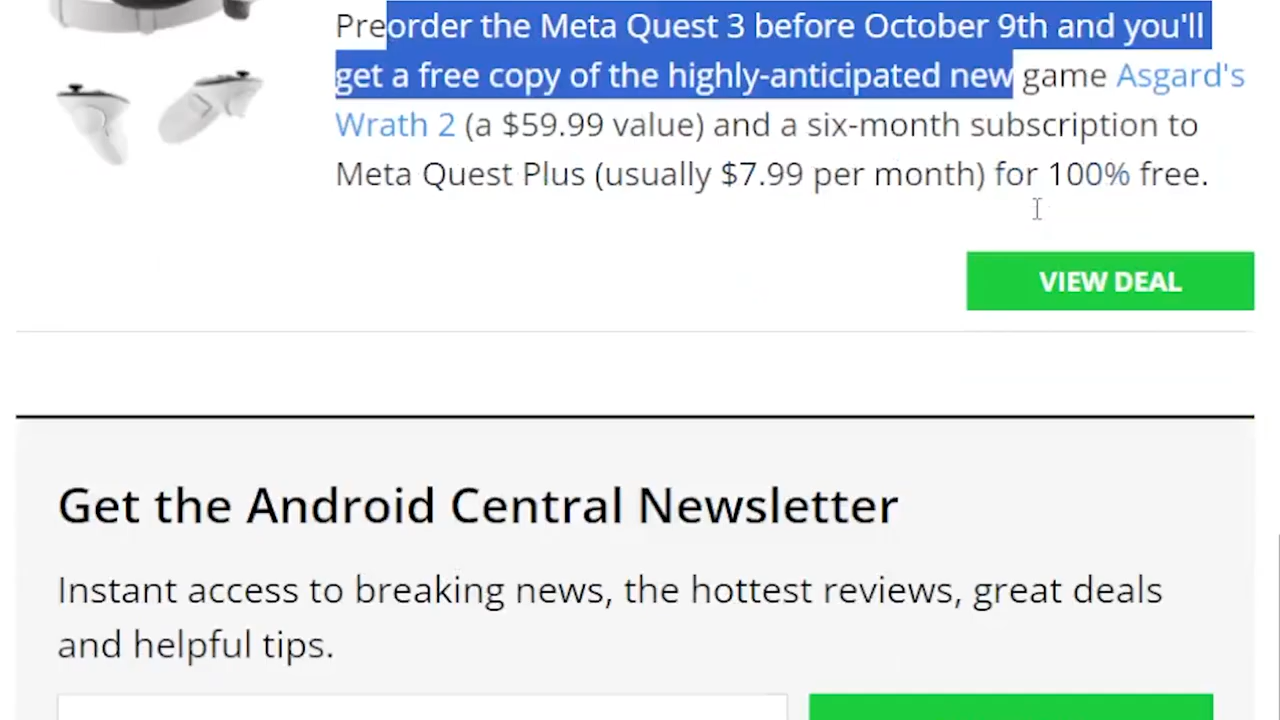 Preorder the Meta Quest 3 before October 9th and you'll
get a free copy of the highly-anticipated new game Asgard's
Wrath 2 (a $59.99 value) and a six-month subscription to
Meta Quest Plus (usually $7.99 per month) for 100% free.
VIEW DEAL
Get the Android Central Newsletter
Instant access to breaking news, the hottest reviews, great deals
and helpful tips.